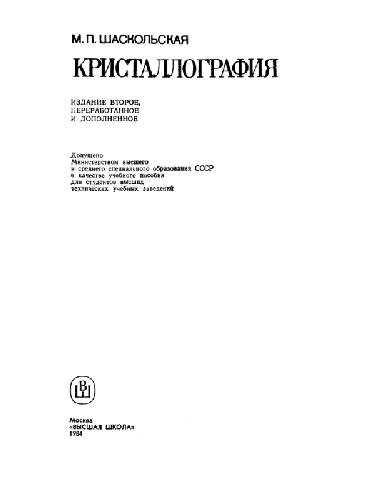 М. П. ШАСКОЛЬСКАЯ
КРИСТАЛЛОГРАФИЯ
ИЗДАНИЕ ВТОРОЕ,
ПЕРЕРАБОТАННОЕ
И ДОПОЛНЕННОЕ
Допущено
Министерством высшего
и среднего специального образования СССР
в качестве учебного пособия
для студентов высших
технических учебных заведений
ВШ
Москва
«ВЫСШАЯ ШКОЛА»
1984